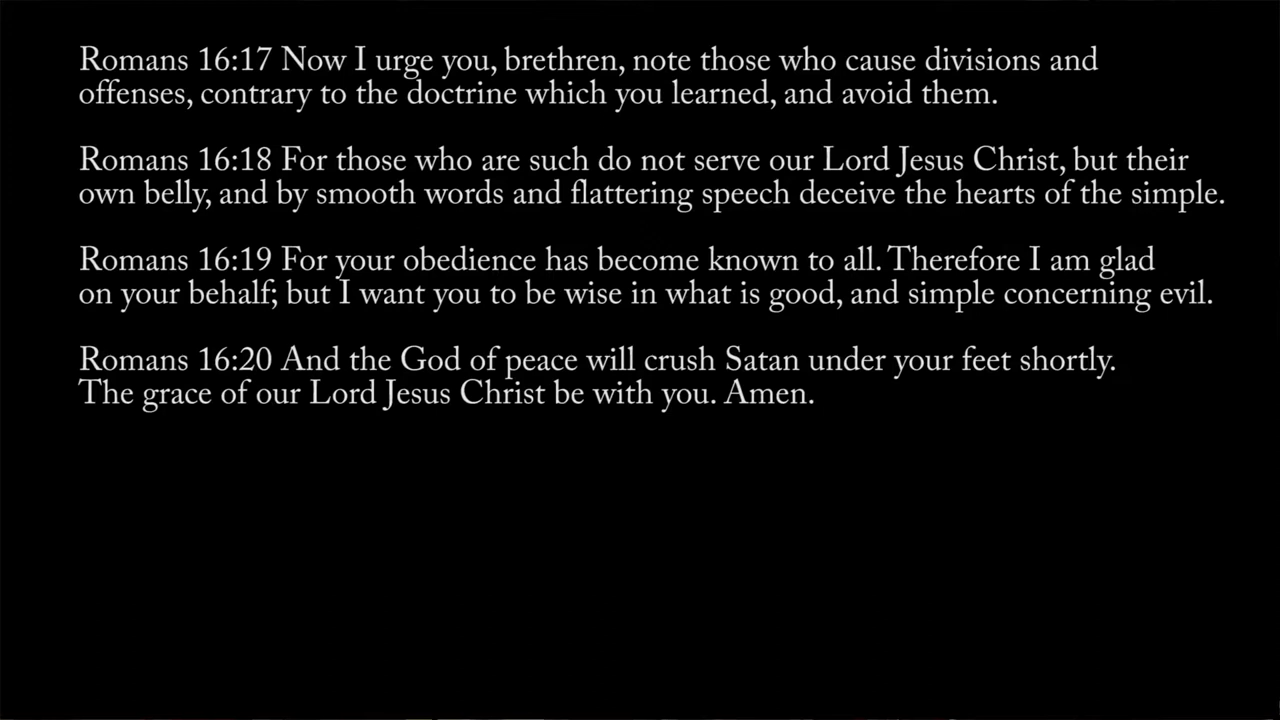 Romans 16:17 Now I urge you, brethren, note those who cause divisions and
offenses, contrary to the doctrine which you learned, and avoid them.
Romans 16:18 For those who are such do not serve our Lord Jesus Christ, but their
own belly, and by smooth words and flattering speech deceive the hearts of the simple.
Romans 16:19 For your obedience has become known to all. Therefore I am glad
on your behalf; but I want you to be wise in what is good, and simple concerning evil.
Romans 16:20 And the God of peace will crush Satan under your feet shortly.
The grace of our Lord Jesus Christ be with you. Amen.